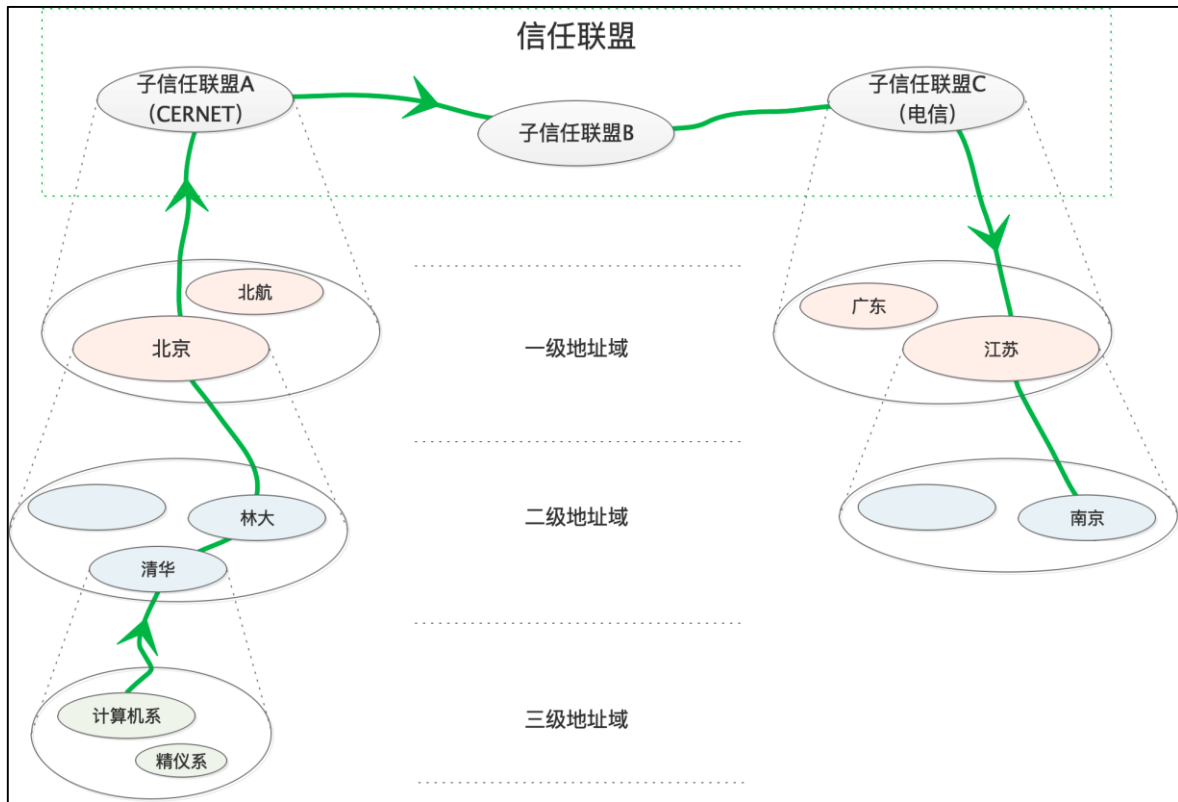 信任联盟
子信任联盟A
(CERNET)
子信任联盟B
子信任联盟C
(电信)
北航
北京
一级地址域
广东
江苏
林大
清华
二级地址域
南京
计算机系
精仪系
三级地址域